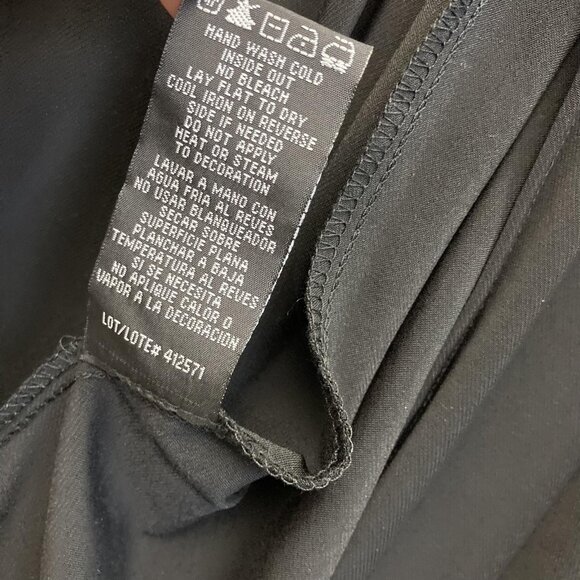 HAND WASH COLD
INSIDE OUT
NO BLEACH
LAY FLAT TO DRY
COOL IRON ON REVERSE
SIDE IF NEEDED
DO NOT APPLY
HEAT OR STEAM
TO DECORATION
LAVAR A MANO CON
AGUA FRIA AL REVES
NO USAR BLANQUEADOR
SECAR SOBRE
SUPERFICIE PLANA
PLANCHAR A BAJA
TEMPERATURA AL REVES
SI SE NECESITA
NO APLIQUE CALOR O
VAPOR A LA DECORACIÓN
LOT/LOTE# 412571